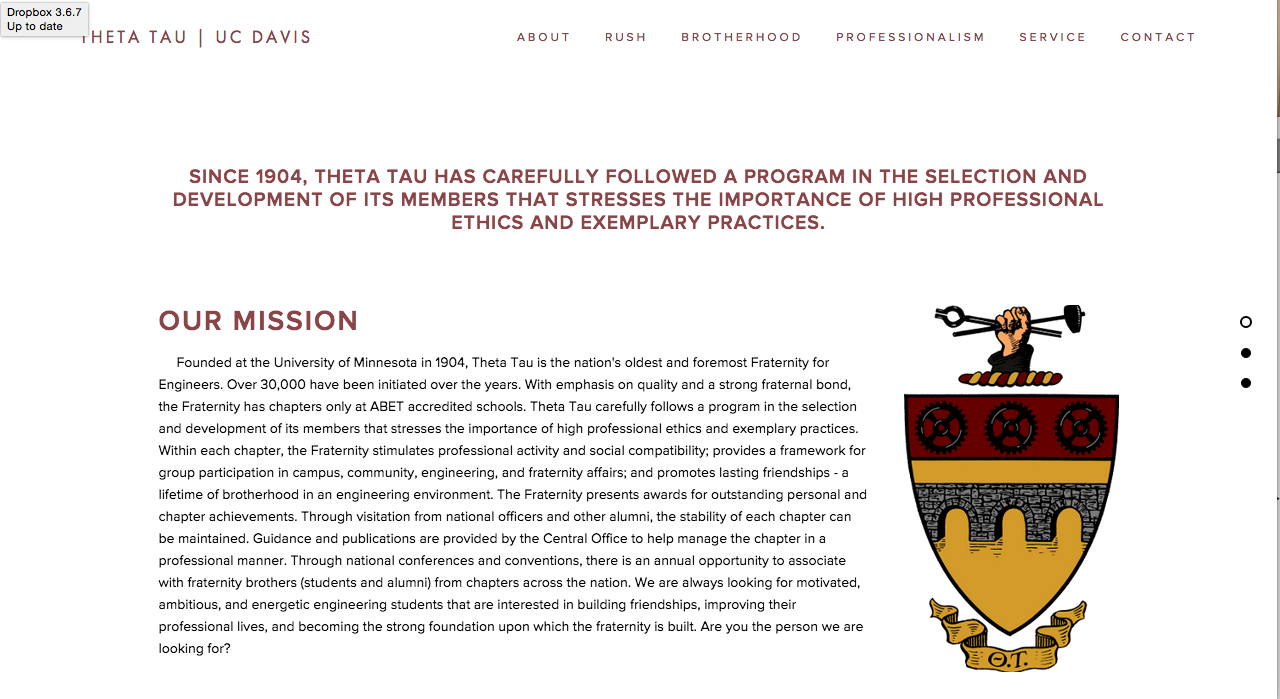 Dropbox 3.6.7
Up to date
THETA TAU | UC DAVIS
ABOUT RUSH BROTHERHOOD PROFESSIONALISM SERVICE CONTACT
SINCE 1904, THETA TAU HAS CAREFULLY FOLLOWED A PROGRAM IN THE SELECTION AND
DEVELOPMENT OF ITS MEMBERS THAT STRESSES THE IMPORTANCE OF HIGH PROFESSIONAL
ETHICS AND EXEMPLARY PRACTICES.
OUR MISSION
Founded at the University of Minnesota in 1904, Theta Tau is the nation's oldest and foremost Fraternity for
Engineers. Over 30,000 have been initiated over the years. With emphasis on quality and a strong fraternal bond,
the Fraternity has chapters only at ABET accredited schools. Theta Tau carefully follows a program in the selection
and development of its members that stresses the importance of high professional ethics and exemplary practices.
Within each chapter, the Fraternity stimulates professional activity and social compatibility; provides a framework for
group participation in campus, community, engineering, and fraternity affairs; and promotes lasting friendships - a
lifetime of brotherhood in an engineering environment. The Fraternity presents awards for outstanding personal and
chapter achievements. Through visitation from national officers and other alumni, the stability of each chapter can
be maintained. Guidance and publications are provided by the Central Office to help manage the chapter in a
professional manner. Through national conferences and conventions, there is an annual opportunity to associate
with fraternity brothers (students and alumni) from chapters across the nation. We are always looking for motivated,
ambitious, and energetic engineering students that are interested in building friendships, improving their
professional lives, and becoming the strong foundation upon which the fraternity is built. Are you the person we are
looking for?
Θ.Τ.